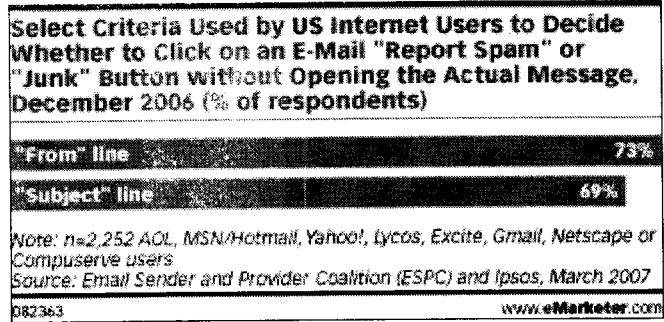 Select Criteria Used by US Internet Users to Decide
Whether to Click on an E-Mail "Report Spam" or
"Junk" Button without Opening the Actual Message,
December 2006 (% of respondents)
"From" line 73%
"Subject" line 69%
Note: n=2,252 AOL, MSN/Hotmail, Yahoo!, Lycos, Excite, Gmail, Netscape or
Compuserve users
Source: Email Sender and Provider Coalition (ESPC) and Ipsos, March 2007
082363 www.eMarketer.com